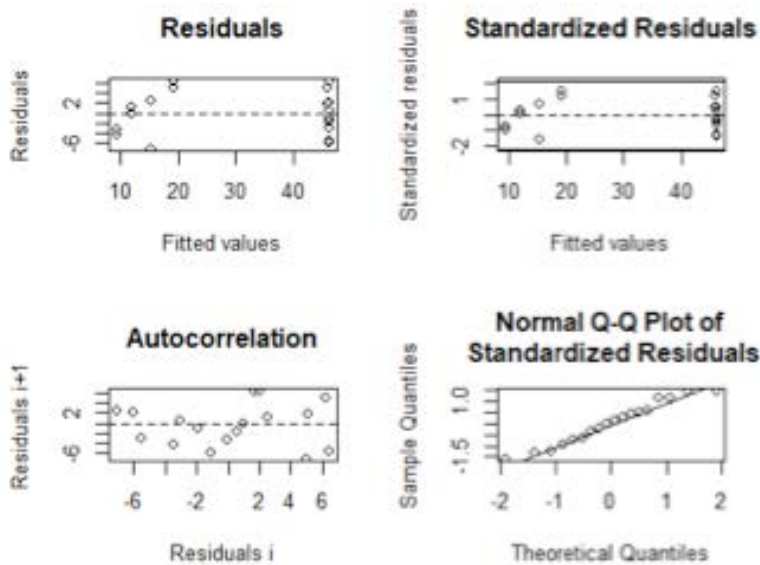 Residuals
Standardized Residuals
Residuals
2
-6
10 20 30 40
Fitted values
Standardized residuals
1
-2
10 20 30 40
Fitted values
Autocorrelation
Normal Q-Q Plot of
Standardized Residuals
Residuals i+1
2
-6
-6 -2 2 4 6
Residuals i
Sample Quantiles
1.0
-1.5
-2 -1 0 1 2
Theoretical Quantiles